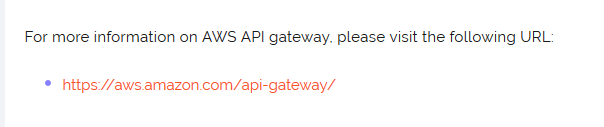 For more information on AWS API gateway, please visit the following URL:
https://aws.amazon.com/api-gateway/